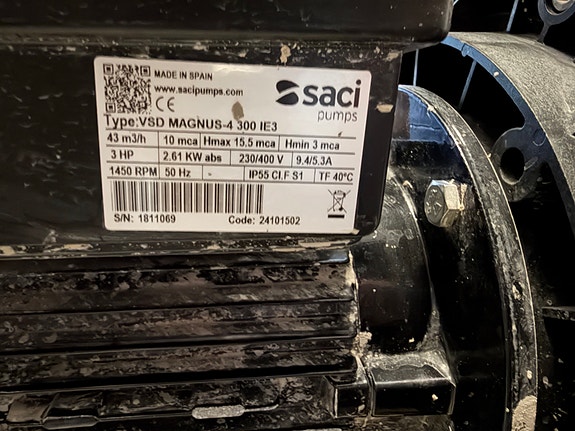 MADE IN SPAIN
www.sacipumps.com
CE
saci
pumps
Type:VSD MAGNUS-4 300 IE3
43 m3/h 10 mca Hmax 15.5 mca Hmin 3 mca
3 HP 2.61 KW abs 230/400 V 9.4/5.3A
1450 RPM 50 Hz - IP55 Cl.F S1 TF 40°C
S/N: 1811069 Code: 24101502